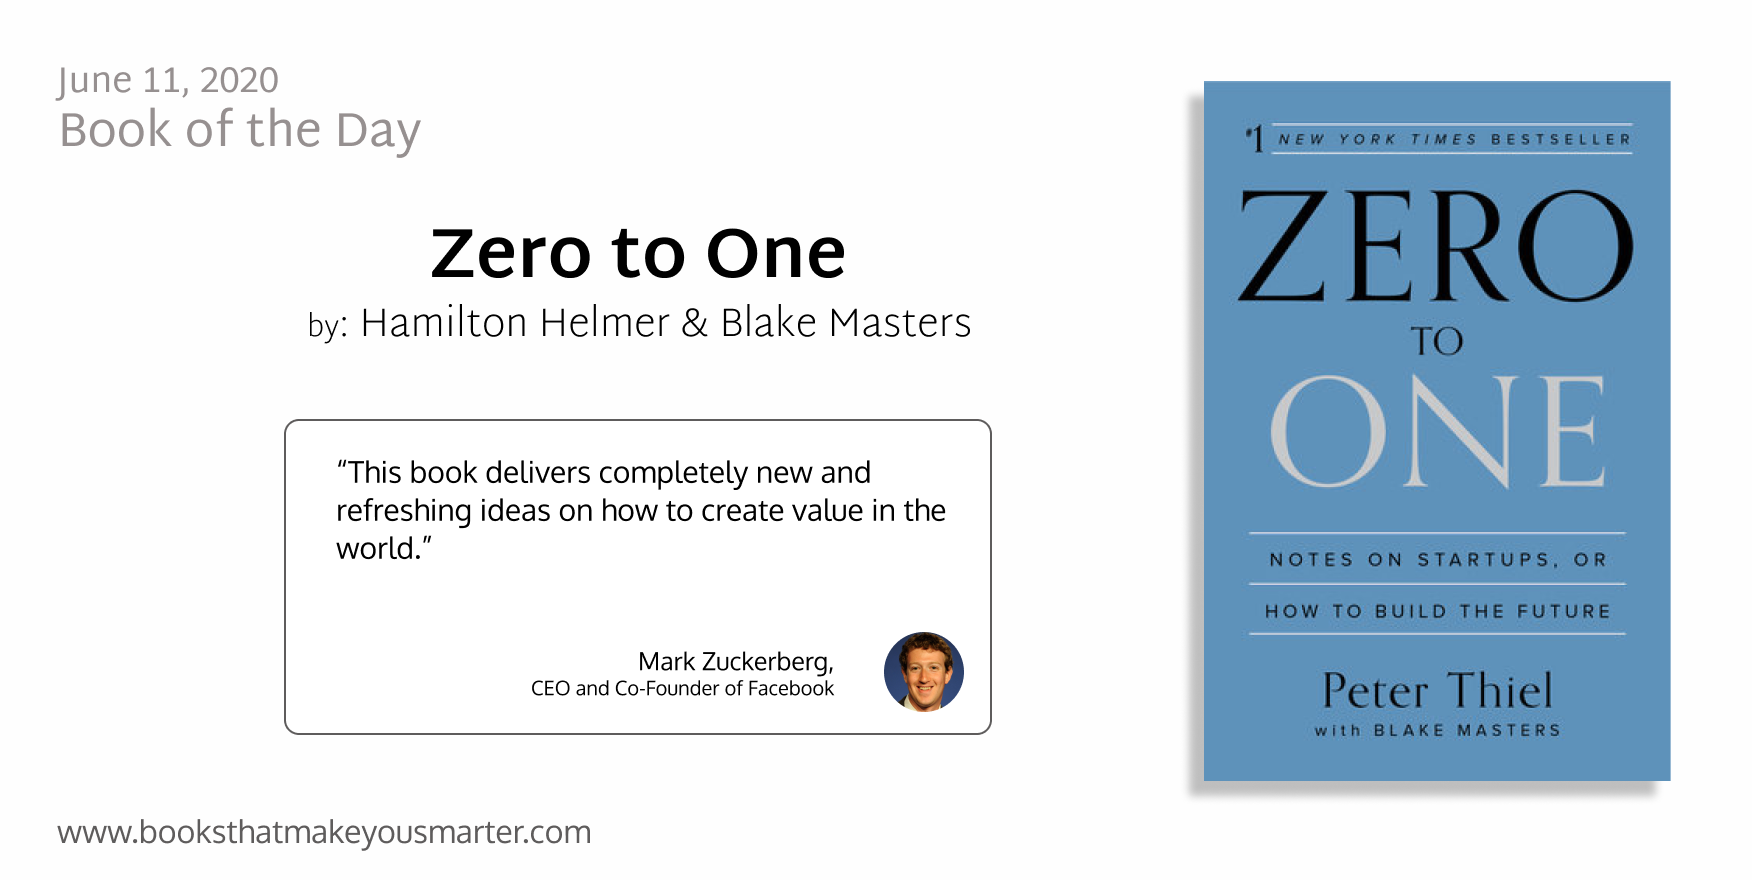 June 11, 2020
Book of the Day
Zero to One
by: Hamilton Helmer & Blake Masters
“This book delivers completely new and
refreshing ideas on how to create value in the
world.”
Mark Zuckerberg,
CEO and Co-Founder of Facebook
www.booksthatmakeyousmarter.com
#1 NEW YORK TIMES BESTSELLER
ZERO
TO
ONE
NOTES ON STARTUPS, OR
HOW TO BUILD THE FUTURE
Peter Thiel
with BLAKE MASTERS